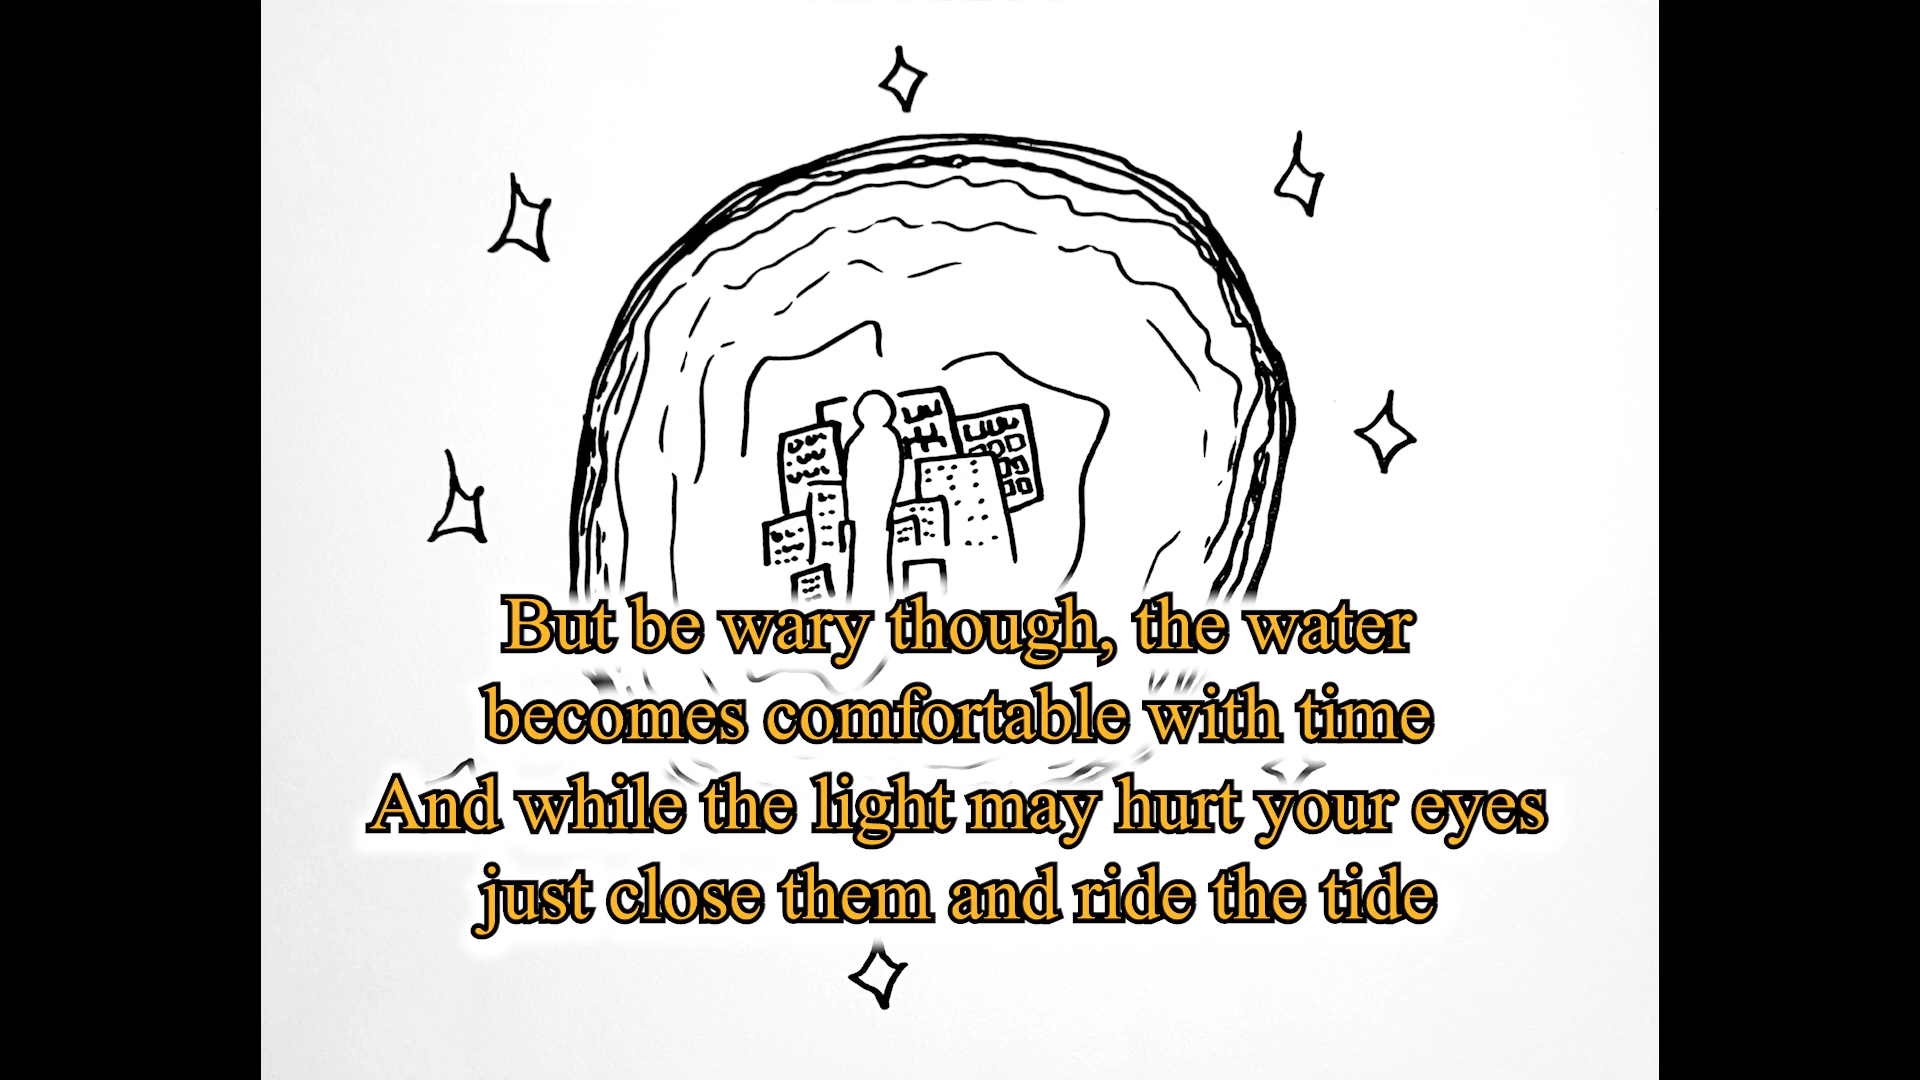 But be wary though, the water
becomes comfortable with time
And while the light may hurt your eyes
just close them and ride the tide